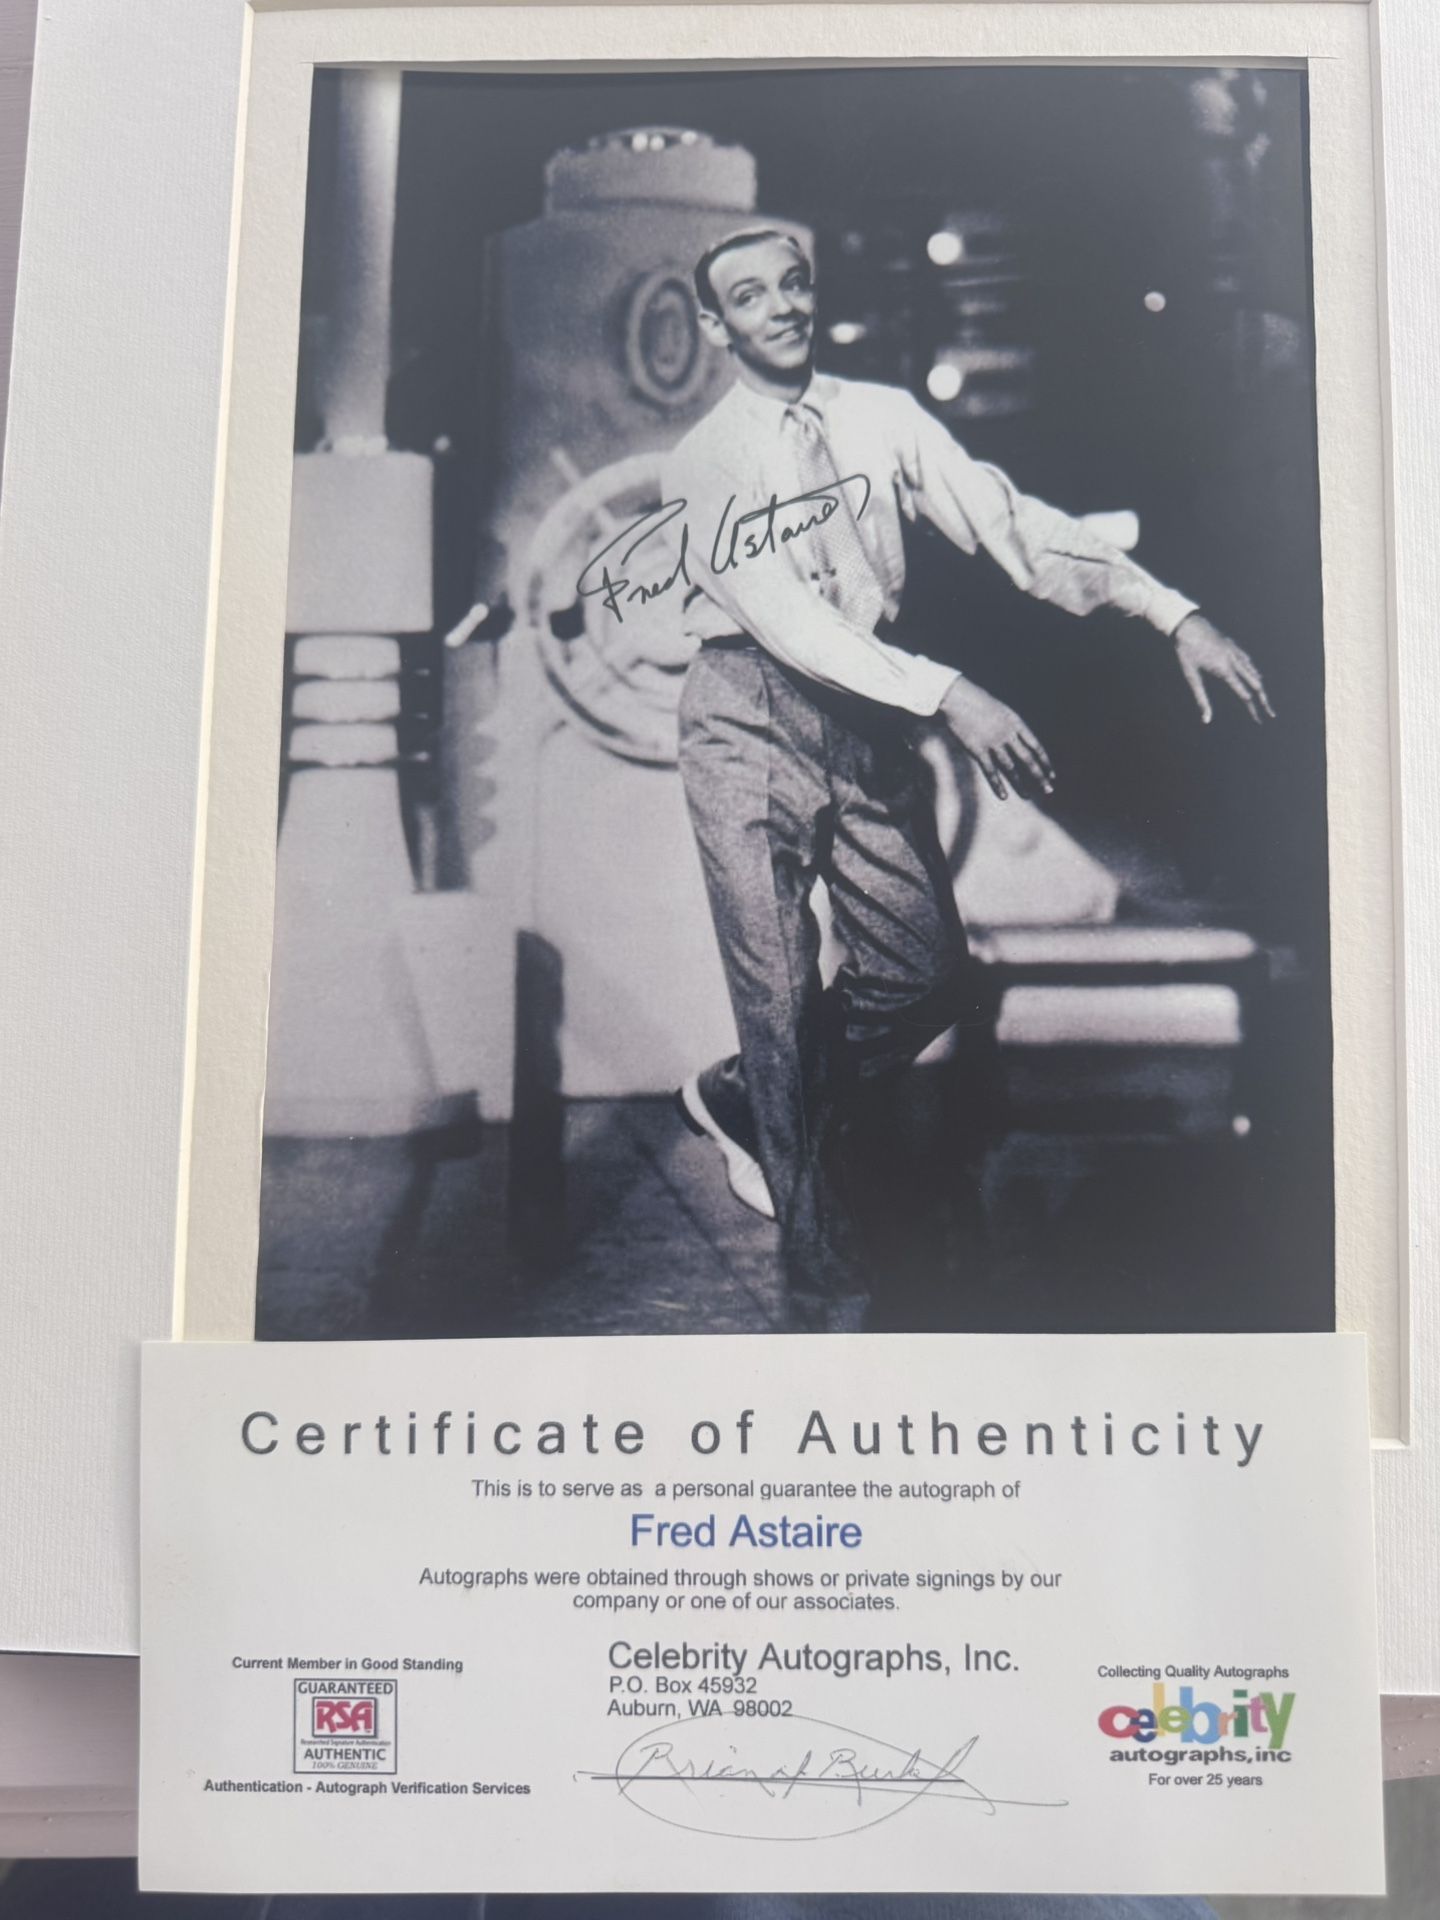 Fred Astaire
Certificate of Authenticity
This is to serve as a personal guarantee the autograph of
Fred Astaire
Autographs were obtained through shows or private signings by our
company or one of our associates.
Current Member in Good Standing
GUARANTEED
RSA
Researched Signature Authentication
AUTHENTIC
100% GENUINE
Authentication - Autograph Verification Services
Celebrity Autographs, Inc.
P.O. Box 45932
Auburn, WA 98002
Collecting Quality Autographs
celebrity
autographs, inc
For over 25 years